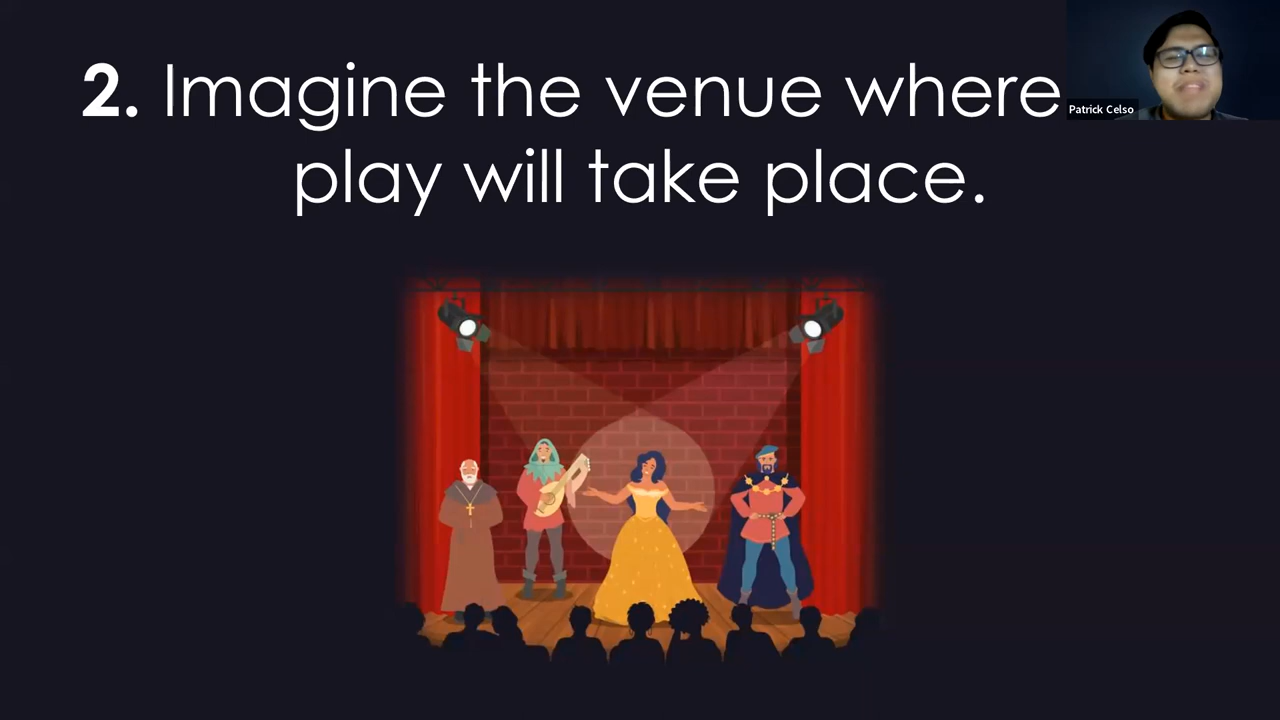 2. Imagine the venue where
play will take place.
Patrick Celso